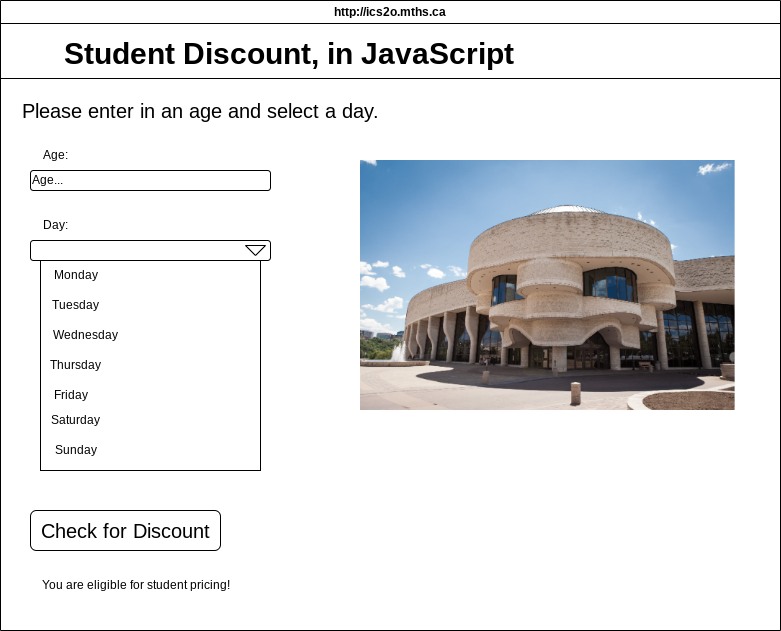 http://ics2o.mths.ca
Student Discount, in JavaScript
Please enter in an age and select a day.
Age:
Age...
Day:
Monday
Tuesday
Wednesday
Thursday
Friday
Saturday
Sunday
Check for Discount
You are eligible for student pricing!